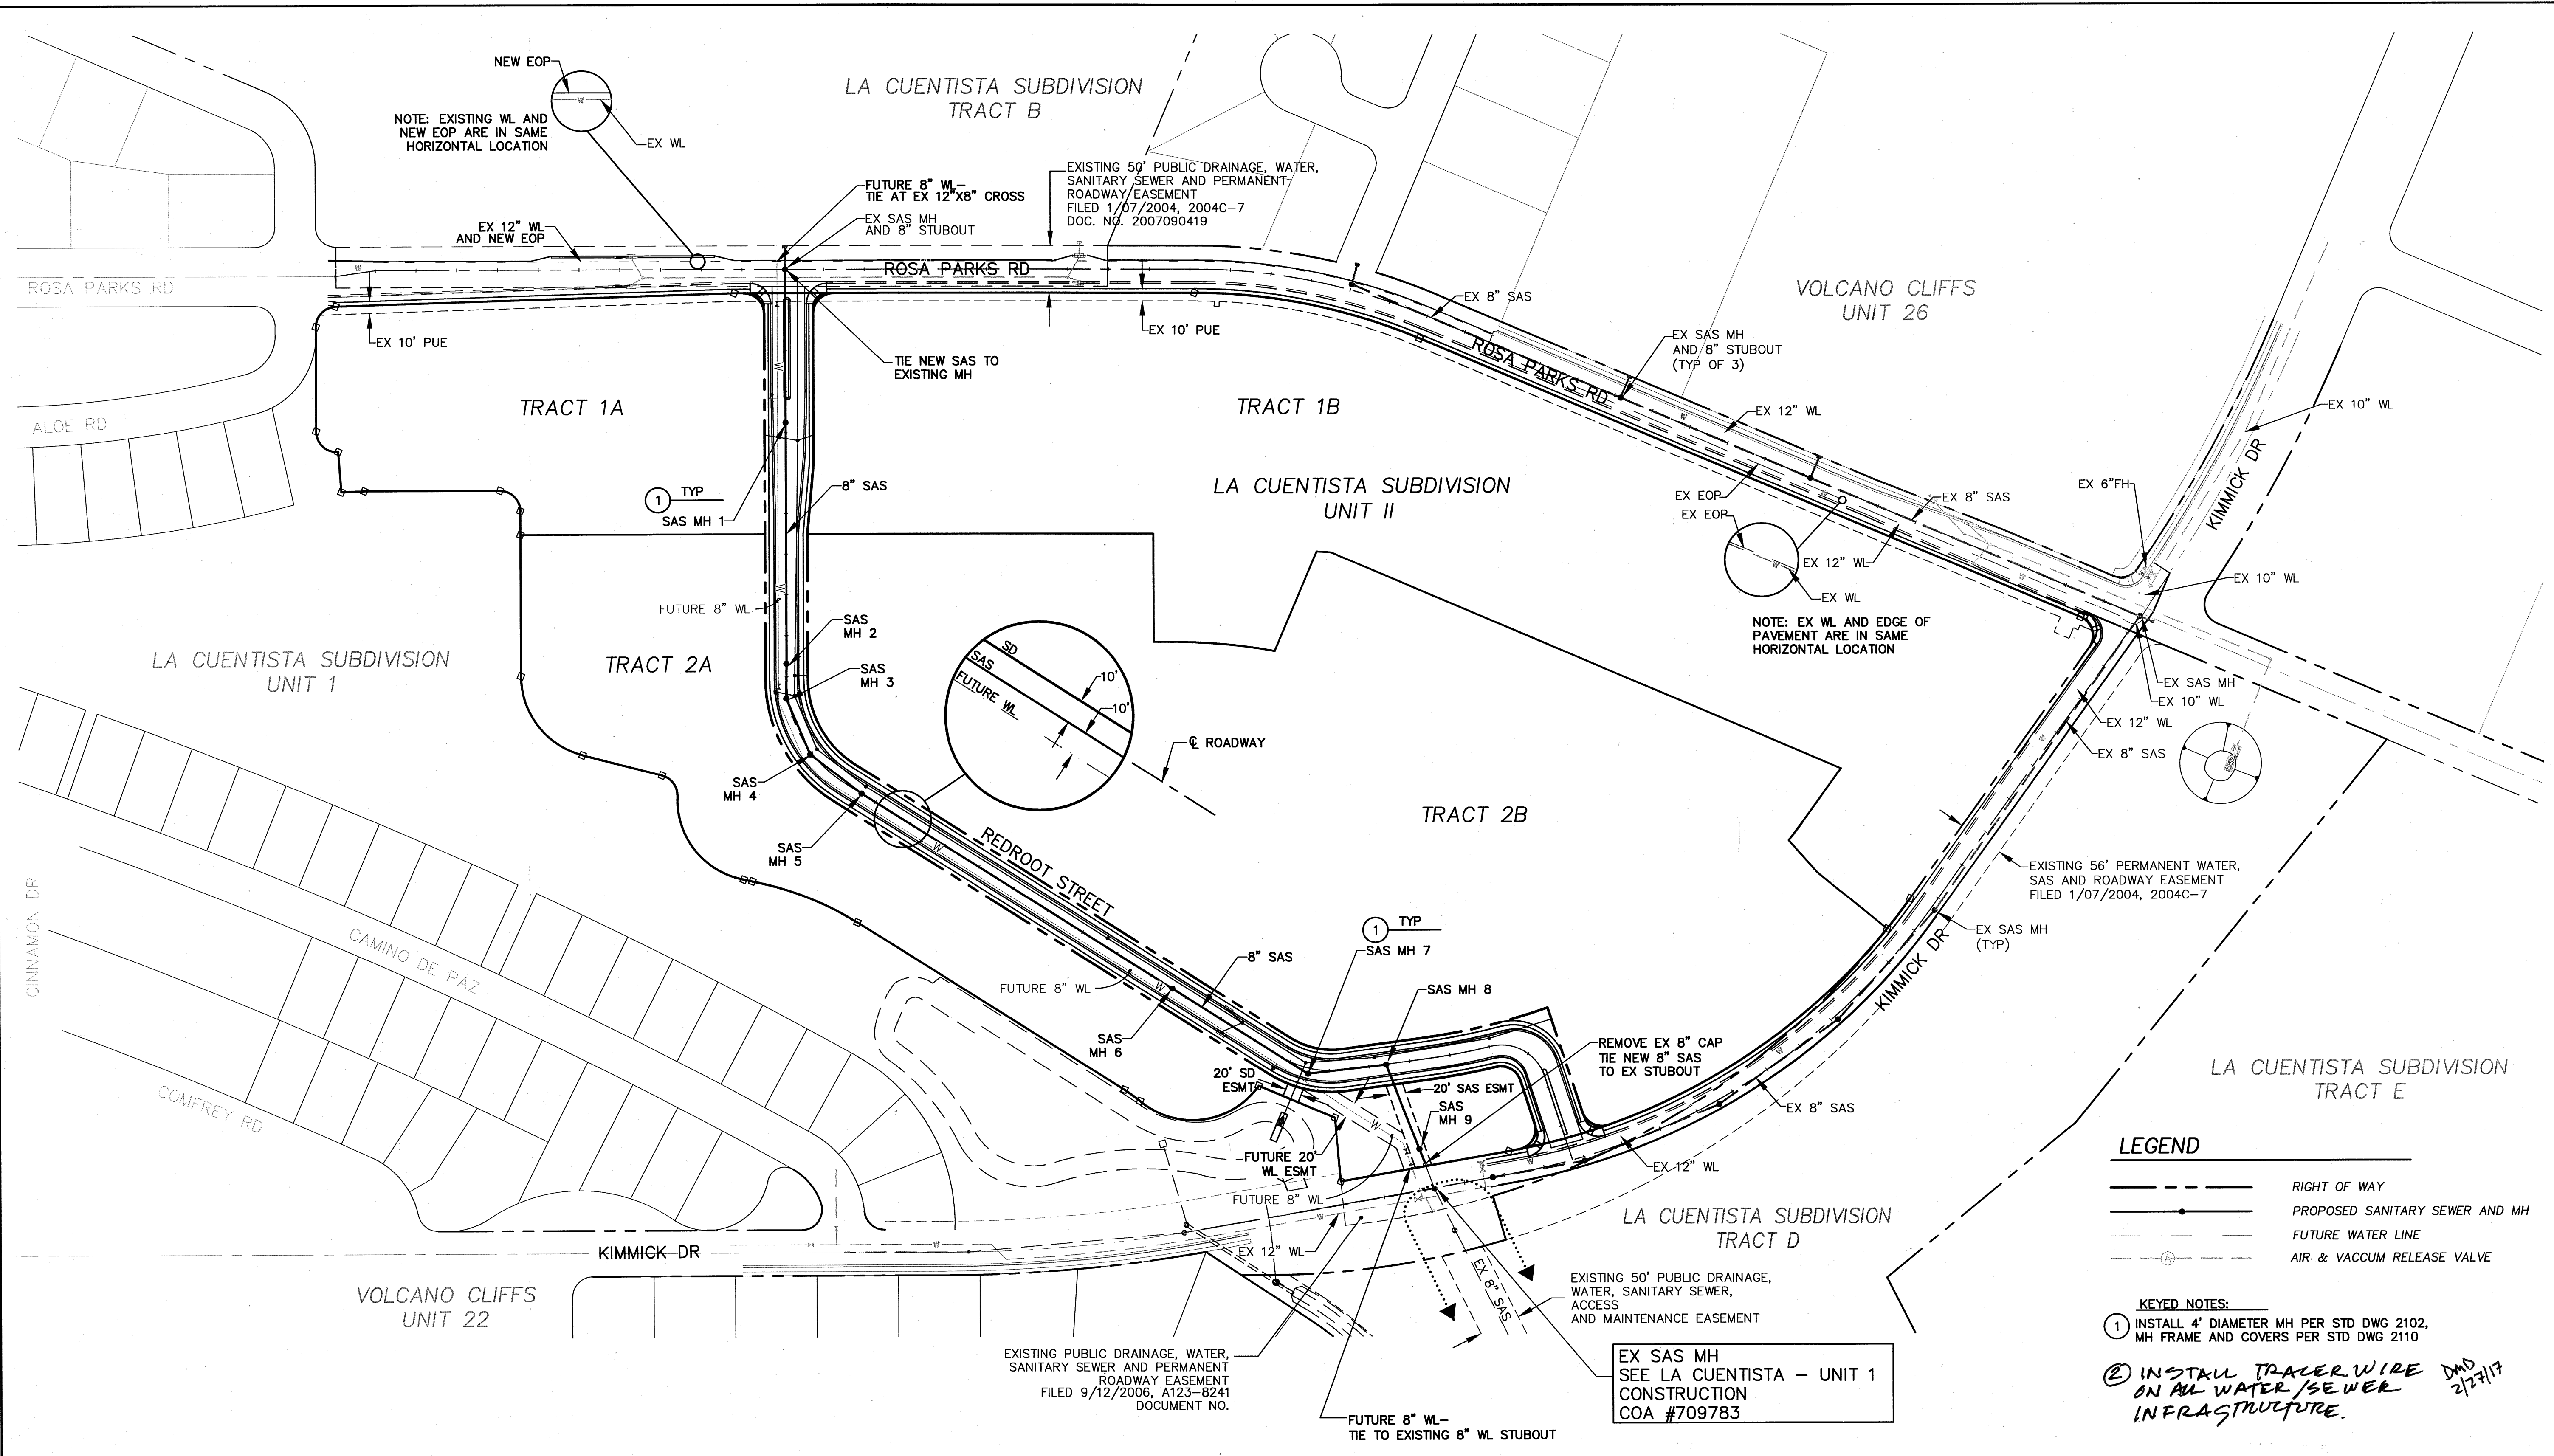 NEW EOP
NOTE: EXISTING WL AND
NEW EOP ARE IN SAME
HORIZONTAL LOCATION
W
EX WL
LA CUENTISTA SUBDIVISION
TRACT B
FUTURE 8" WL-
TIE AT EX 12"X8" CROSS
EX SAS MH
AND 8" STUBOUT
EXISTING 50' PUBLIC DRAINAGE, WATER,
SANITARY SEWER AND PERMANENT
ROADWAY EASEMENT
FILED 1/07/2004, 2004C-7
DOC. NO. 2007090419
EX 12" WL
AND NEW EOP
ROSA PARKS RD
ROSA PARKS RD
VOLCANO CLIFFS
UNIT 26
EX 8" SAS
EX 10' PUE
EX 10' PUE
TIE NEW SAS TO
EXISTING MH
ROSA PARKS RD
EX SAS MH
AND 8" STUBOUT
(TYP OF 3)
EX 12" WL
EX 10" WL
KIMMICK DR
ALOE RD
TRACT 1A
TRACT 1B
1 TYP
SAS MH 1
8" SAS
LA CUENTISTA SUBDIVISION
UNIT II
EX EOP
EX EOP
EX 8" SAS
EX 6"FH
EX 12" WL
W
EX WL
EX 10" WL
NOTE: EX WL AND EDGE OF
PAVEMENT ARE IN SAME
HORIZONTAL LOCATION
FUTURE 8" WL
SAS
MH 2
SAS
MH 3
LA CUENTISTA SUBDIVISION
UNIT 1
TRACT 2A
SD
SAS
FUTURE WL
10'
10'
℄ ROADWAY
EX SAS MH
EX 10" WL
EX 12" WL
EX 8" SAS
SAS
MH 4
SAS
MH 5
REDROOT STREET
TRACT 2B
EXISTING 56' PERMANENT WATER,
SAS AND ROADWAY EASEMENT
FILED 1/07/2004, 2004C-7
EX SAS MH
(TYP)
KIMMICK DR
CINNAMON DR
CAMINO DE PAZ
COMFREY RD
1 TYP
SAS MH 7
8" SAS
FUTURE 8" WL
SAS MH 8
SAS
MH 6
REMOVE EX 8" CAP
TIE NEW 8" SAS
TO EX STUBOUT
20' SD
ESMT
20' SAS ESMT
SAS
MH 9
EX 8" SAS
FUTURE 20'
WL ESMT
EX 12" WL
FUTURE 8" WL
LA CUENTISTA SUBDIVISION
TRACT E
LA CUENTISTA SUBDIVISION
TRACT D
KIMMICK DR
EX 12" WL
EX 8" SAS
VOLCANO CLIFFS
UNIT 22
EXISTING 50' PUBLIC DRAINAGE,
WATER, SANITARY SEWER,
ACCESS
AND MAINTENANCE EASEMENT
EXISTING PUBLIC DRAINAGE, WATER,
SANITARY SEWER AND PERMANENT
ROADWAY EASEMENT
FILED 9/12/2006, A123-8241
DOCUMENT NO.
EX SAS MH
SEE LA CUENTISTA - UNIT 1
CONSTRUCTION
COA #709783
FUTURE 8" WL-
TIE TO EXISTING 8" WL STUBOUT
LEGEND
RIGHT OF WAY
PROPOSED SANITARY SEWER AND MH
FUTURE WATER LINE
A AIR & VACCUM RELEASE VALVE
KEYED NOTES:
1 INSTALL 4' DIAMETER MH PER STD DWG 2102,
MH FRAME AND COVERS PER STD DWG 2110
2 INSTALL TRACER WIRE
ON ALL WATER/SEWER
INFRASTRUCTURE.
DMD
2/27/17